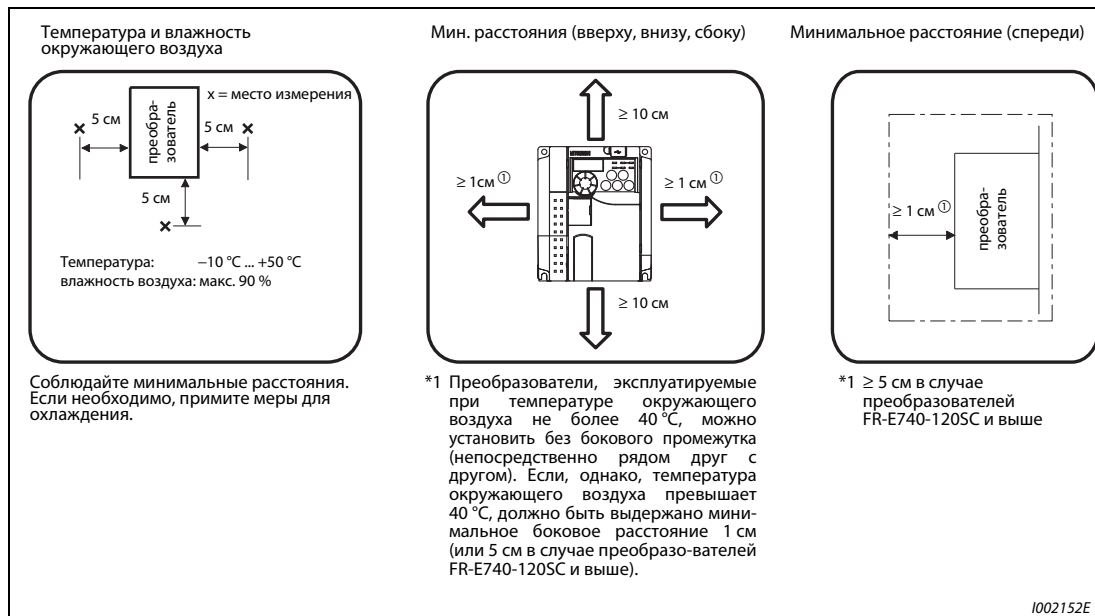 Температура и влажность
окружающего воздуха
x = место измерения
5 см
преобра-
зователь
5 см
5 см
Температура: –10 °C ... +50 °C
влажность воздуха: макс. 90 %
Соблюдайте минимальные расстояния.
Если необходимо, примите меры для
охлаждения.
Мин. расстояния (вверху, внизу, сбоку)
≥ 10 см
≥ 1см ①
≥ 1 см ①
≥ 10 см
*1 Преобразователи, эксплуатируемые
при температуре окружающего
воздуха не более 40 °C, можно
установить без бокового промежутка
(непосредственно рядом друг с
другом). Если, однако, температура
окружающего воздуха превышает
40 °C, должно быть выдержано мини-
мальное боковое расстояние 1 см
(или 5 см в случае преобразо-вателей
FR-E740-120SC и выше).
Минимальное расстояние (спереди)
≥ 1 см ①
преобра-
зователь
*1 ≥ 5 см в случае
преобразователей
FR-E740-120SC и выше
I002152E